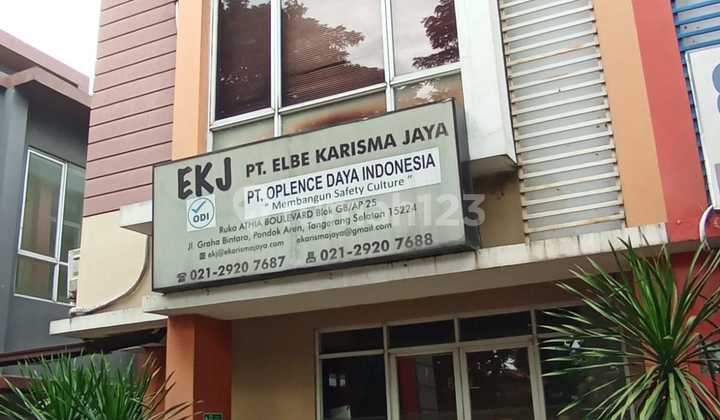 EKJ PT. ELBE KARISMA JAYA
PT. OPLENCE DAYA INDONESIA
" Membangun Safety Culture "
ODI
Ruko ATHIA BOULEVARD Blok GB/AP 25
Jl. Graha Bintaro, Pondok Aren, Tangerang Selatan 15224
ekj@ekarismajaya.com ekarismajaya@gmail.com
021-2920 7687 021-2920 7688